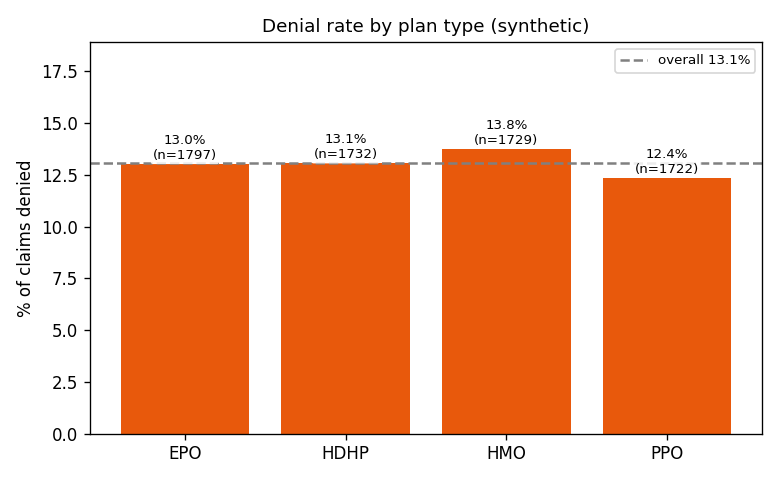 Denial rate by plan type (synthetic)
overall 13.1%
% of claims denied
17.5
15.0
12.5
10.0
7.5
5.0
2.5
0.0
13.0%
(n=1797)
13.1%
(n=1732)
13.8%
(n=1729)
12.4%
(n=1722)
EPO
HDHP
HMO
PPO